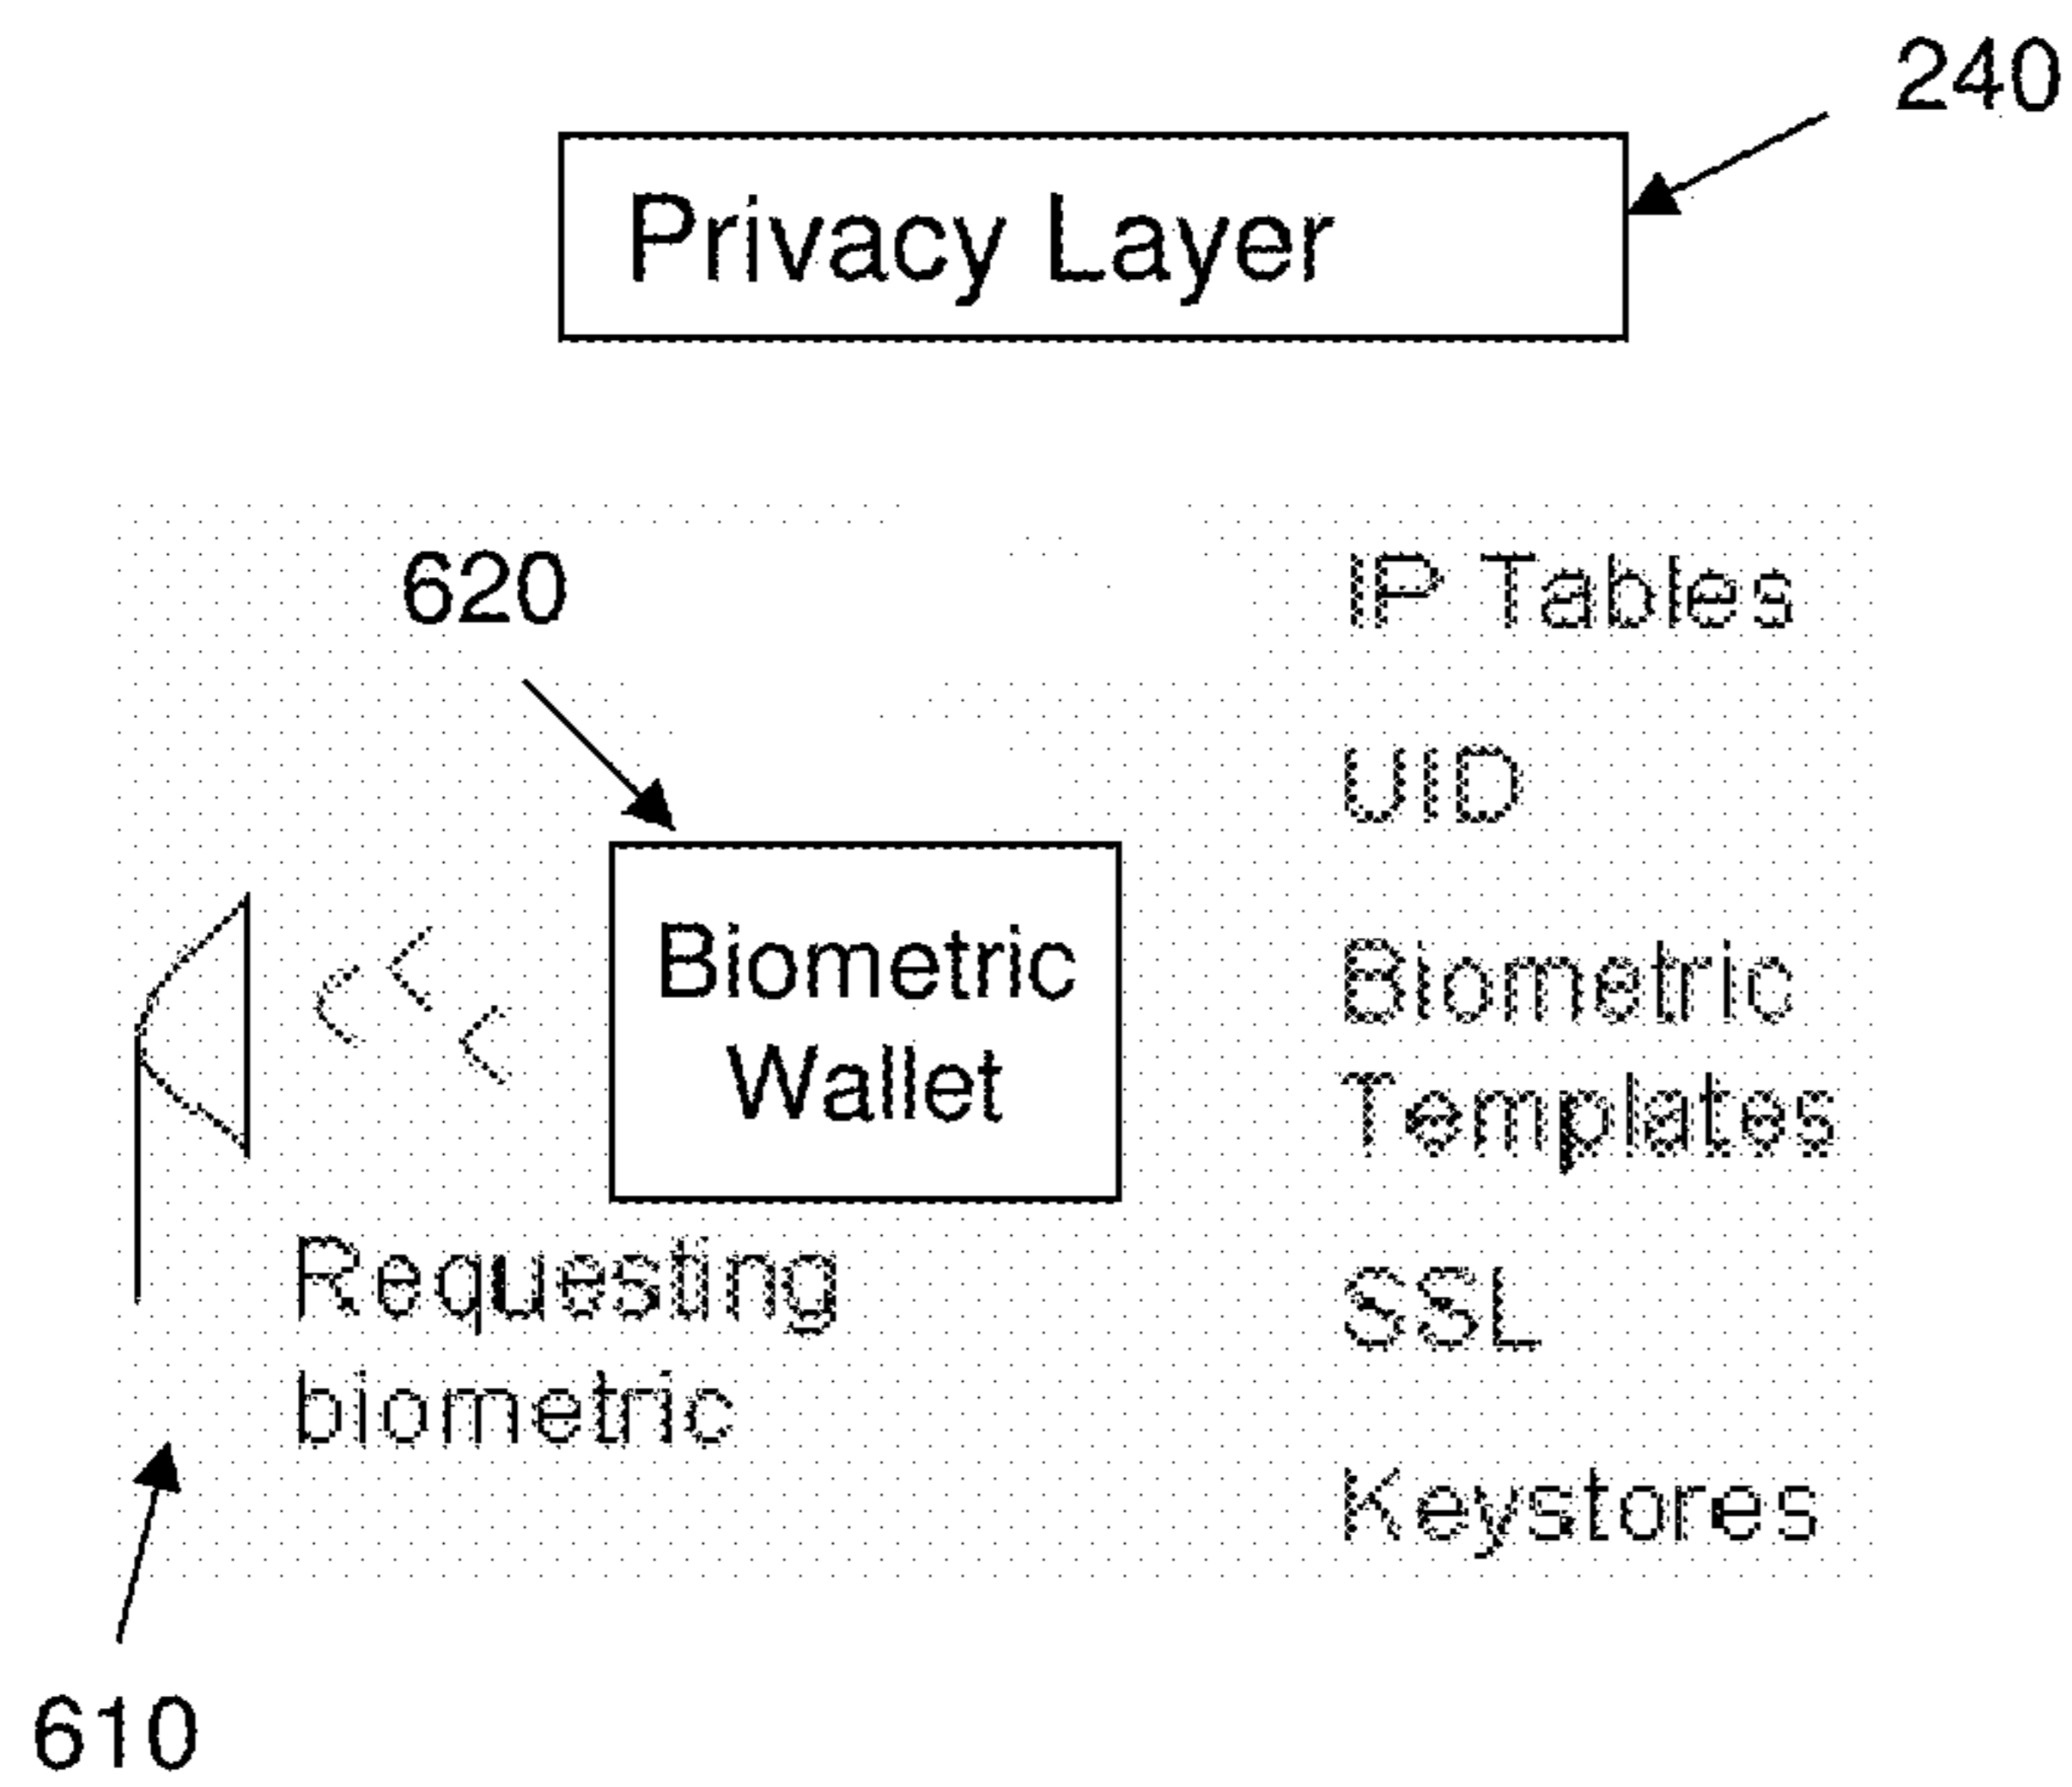 240
Privacy Layer
620
IP Tables
UID
Biometric
Wallet
Biometric
Templates
Requesting
biometric
SSL
Keystores
610